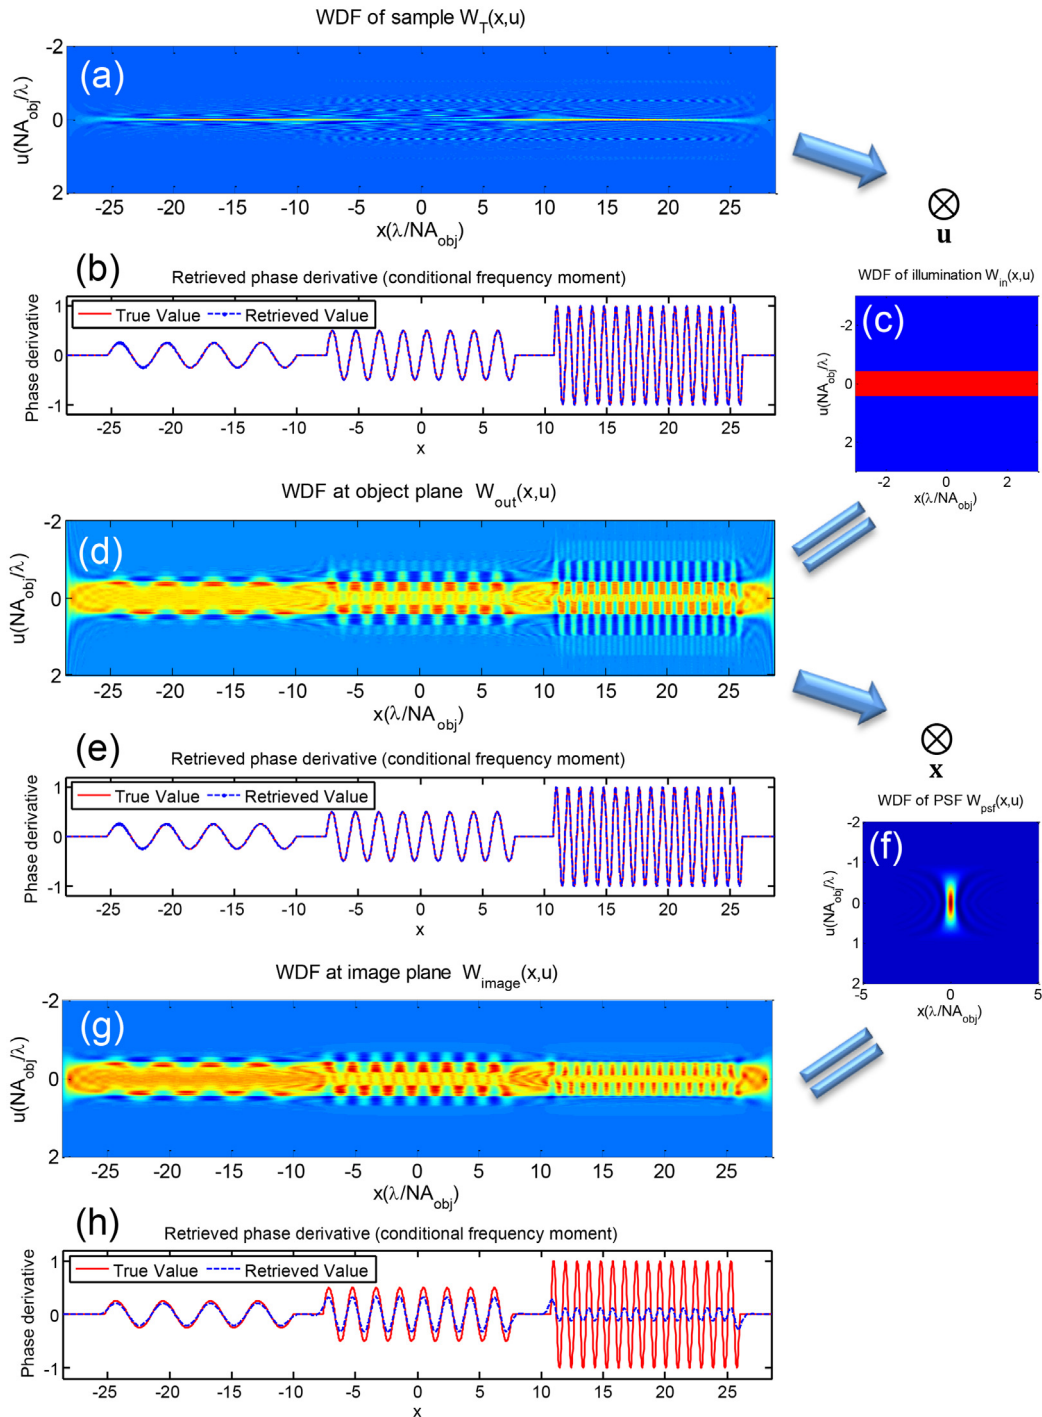 WDF of sample W_T(x,u)
(a)
u(NA_obj/λ)
-2
0
2
-25 -20 -15 -10 -5 0 5 10 15 20 25
x(λ/NA_obj)
⊗
u
(b)
Retrieved phase derivative (conditional frequency moment)
True Value Retrieved Value
Phase derivative
1
0
-1
-25 -20 -15 -10 -5 0 5 10 15 20 25
x
WDF of illumination W_in(x,u)
(c)
u(NA_obj/λ)
-2
0
2
-2 0 2
x(λ/NA_obj)
WDF at object plane W_out(x,u)
(d)
u(NA_obj/λ)
-2
0
2
-25 -20 -15 -10 -5 0 5 10 15 20 25
x(λ/NA_obj)
⊗
x
(e)
Retrieved phase derivative (conditional frequency moment)
True Value Retrieved Value
Phase derivative
1
0
-1
-25 -20 -15 -10 -5 0 5 10 15 20 25
x
WDF of PSF W_psf(x,u)
(f)
u(NA_obj/λ)
-2
-1
0
1
2
-5 0 5
x(λ/NA_obj)
WDF at image plane W_image(x,u)
(g)
u(NA_obj/λ)
-2
0
2
-25 -20 -15 -10 -5 0 5 10 15 20 25
x(λ/NA_obj)
(h)
Retrieved phase derivative (conditional frequency moment)
True Value Retrieved Value
Phase derivative
1
0
-1
-25 -20 -15 -10 -5 0 5 10 15 20 25
x